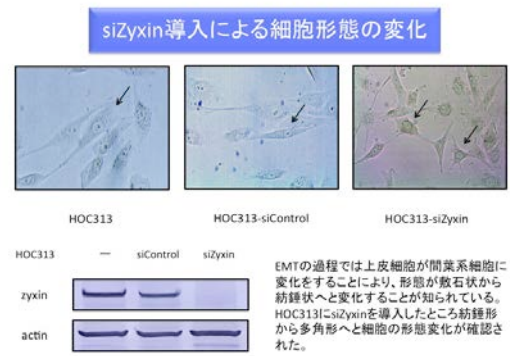 siZyxin導入による細胞形態の変化
HOC313
HOC313-siControl
HOC313-siZyxin
HOC313
—
siControl
siZyxin
zyxin
actin
EMTの過程では上皮細胞が間葉系細胞に
変化をすることにより、形態が敷石状から
紡錘状へと変化することが知られている。
HOC313にsiZyxinを導入したところ紡錘形
から多角形へと細胞の形態変化が確認さ
れた。